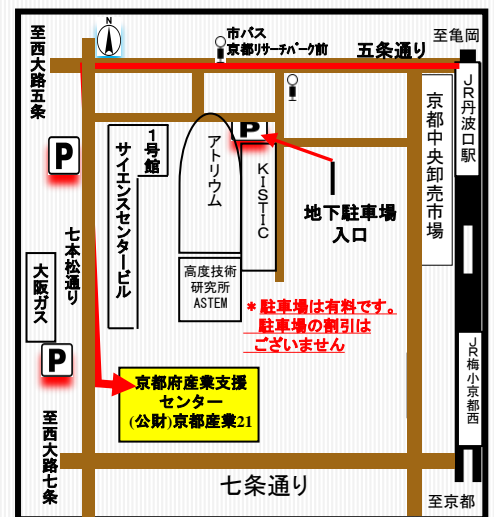 N
市バス
京都リサーチパーク前
五条通り
至亀岡
至西大路五条
JR丹波口駅
P
P
1号館
サイエンスセンタービル
アトリウム
KISTIC
地下駐車場
入口
京都中央卸売市場
七本松通り
大阪ガス
高度技術
研究所
ASTEM
*駐車場は有料です。
駐車場の割引は
ございません
P
JR梅小京都西
京都府産業支援
センター
(公財)京都産業21
至西大路七条
七条通り
至京都